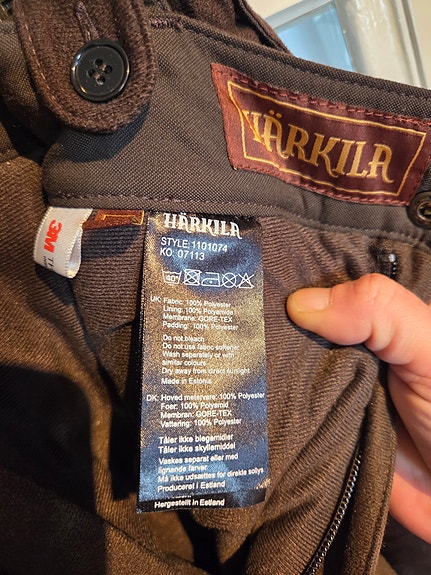 HÄRKILA
3M
HÄRKILA
STYLE: 1101074
KO: 07113
40°
UK: Fabric: 100% Polyester
Lining: 100% Polyamide
Membrane: GORE-TEX
Padding: 100% Polyester
Do not bleach
Do not use fabric softener
Wash seperately or with
similar colours
Dry away from direct sunlight
Made in Estonia
DK: Hoved metervare: 100% Polyester
Foer: 100% Polyamid
Membran: GORE-TEX
Vattering: 100% Polyester
Tåler ikke blegemidler
Tåler ikke skyllemiddel
Vaskes separat eller med
lignende farver
Må ikke udsættes for direkte sollys
Produceret i Estland
Hergestellt in Estland